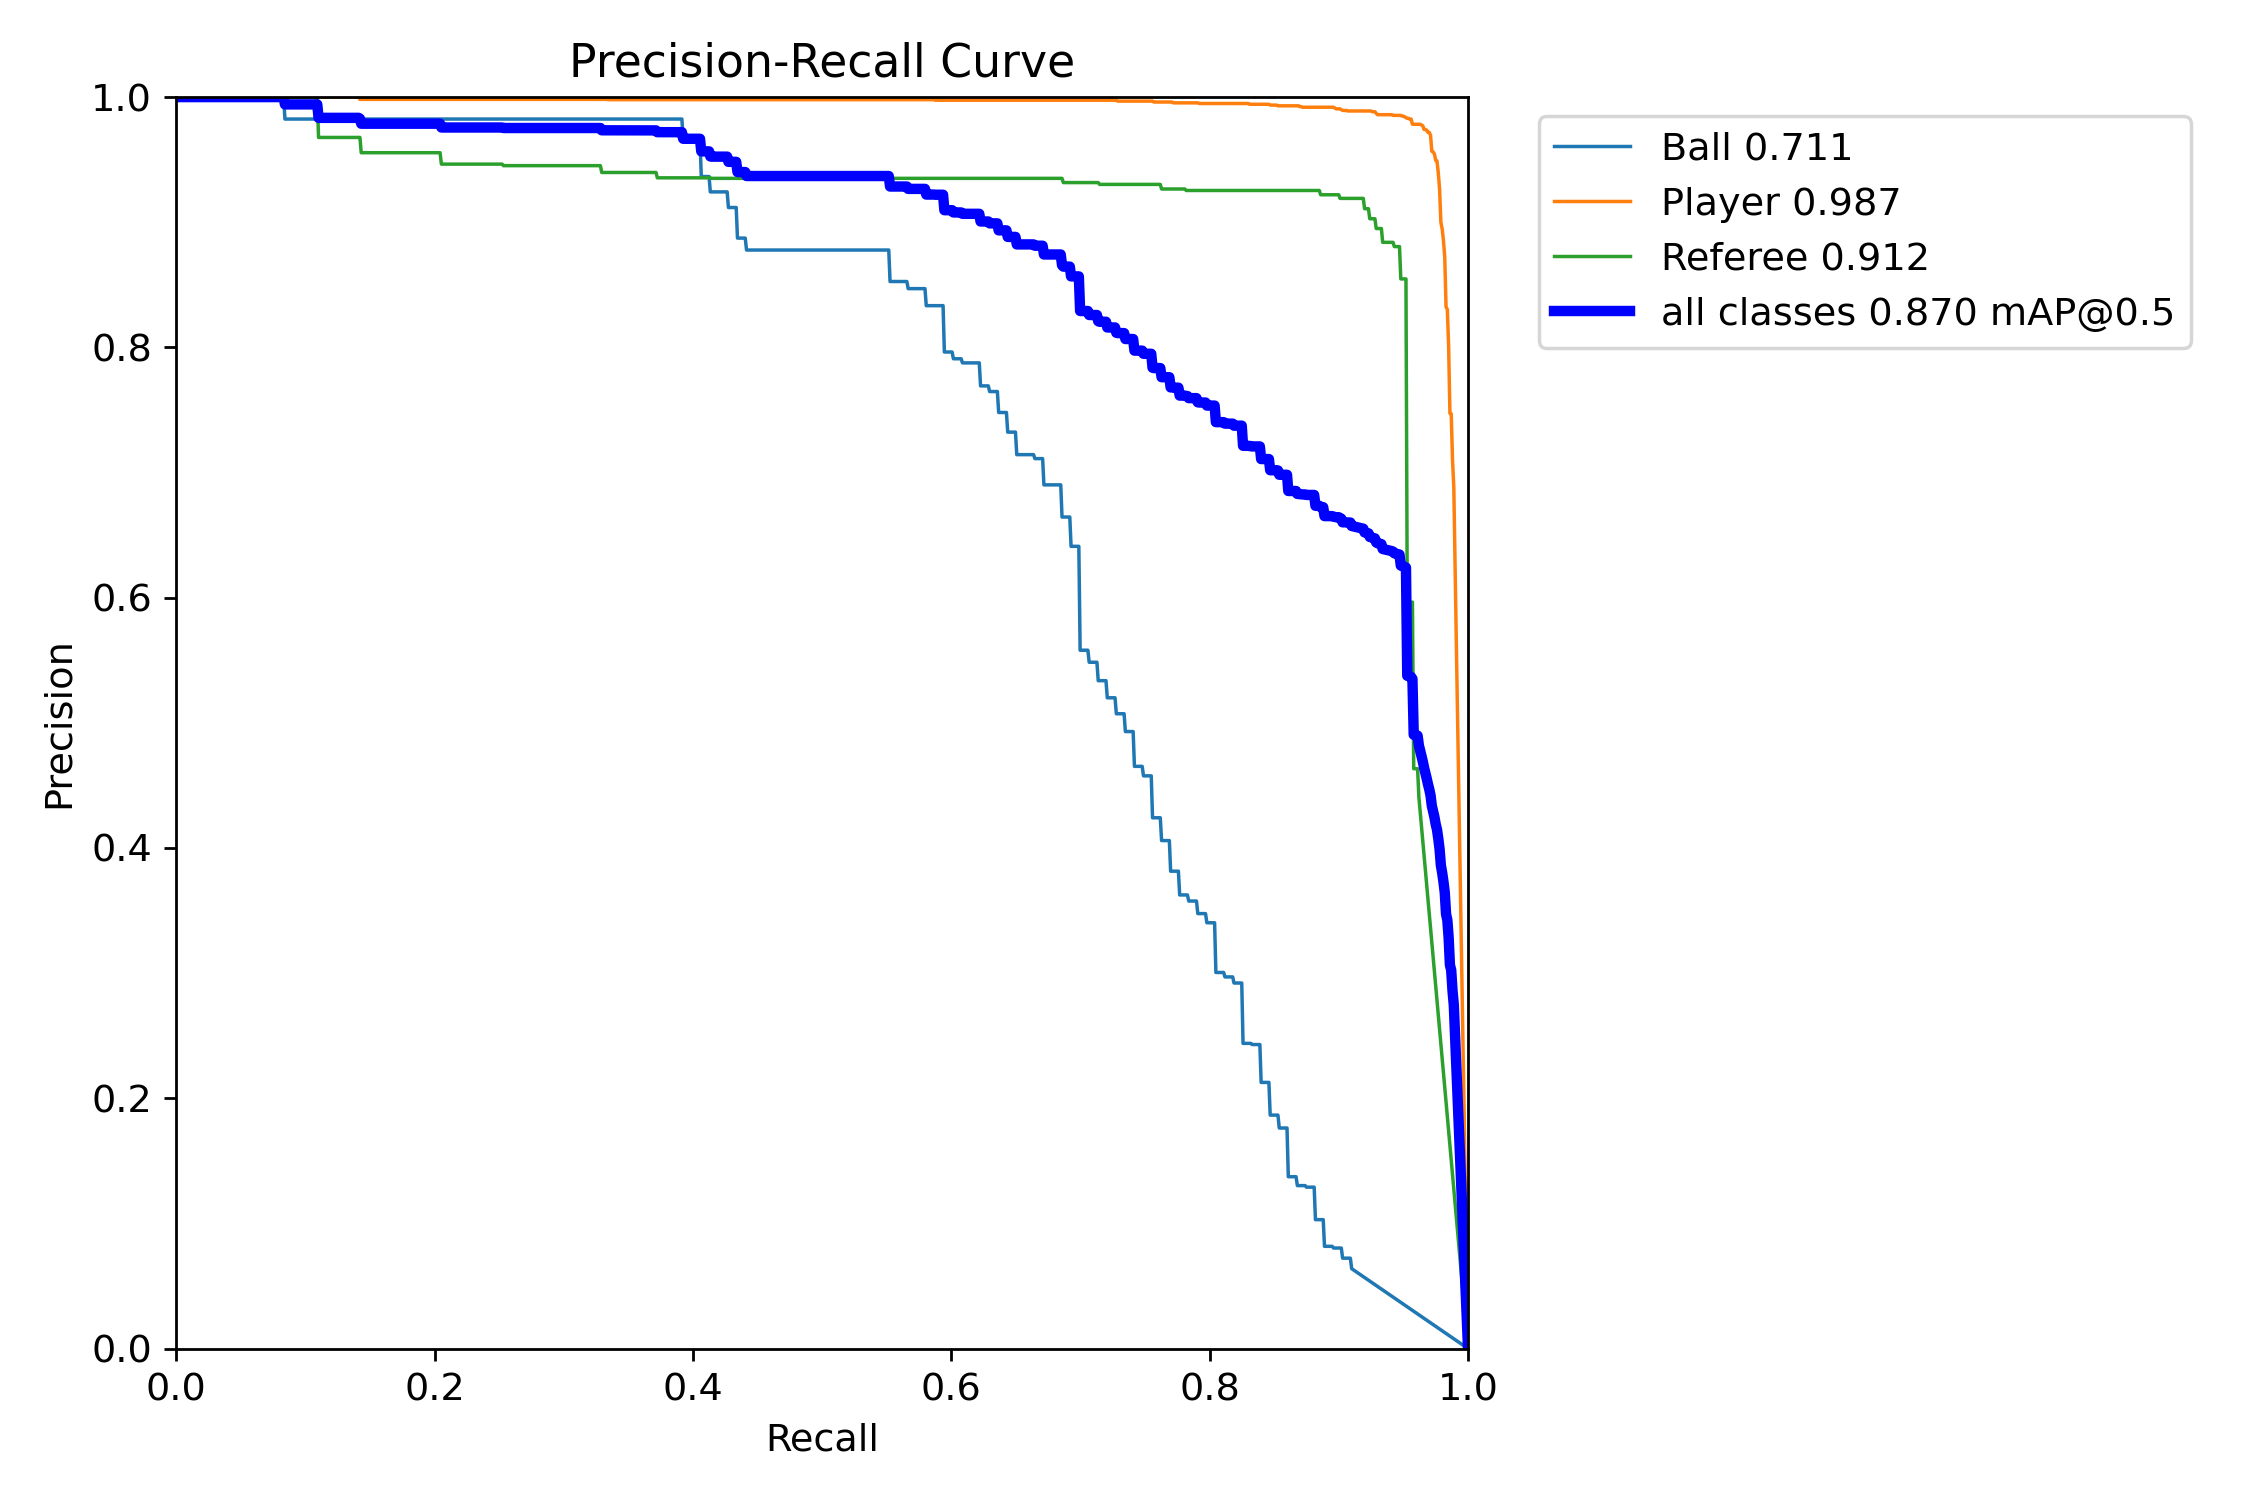 Precision-Recall Curve
1.0
0.8
0.6
0.4
0.2
0.0
Precision
0.0 0.2 0.4 0.6 0.8 1.0
Recall
Ball 0.711
Player 0.987
Referee 0.912
all classes 0.870 mAP@0.5